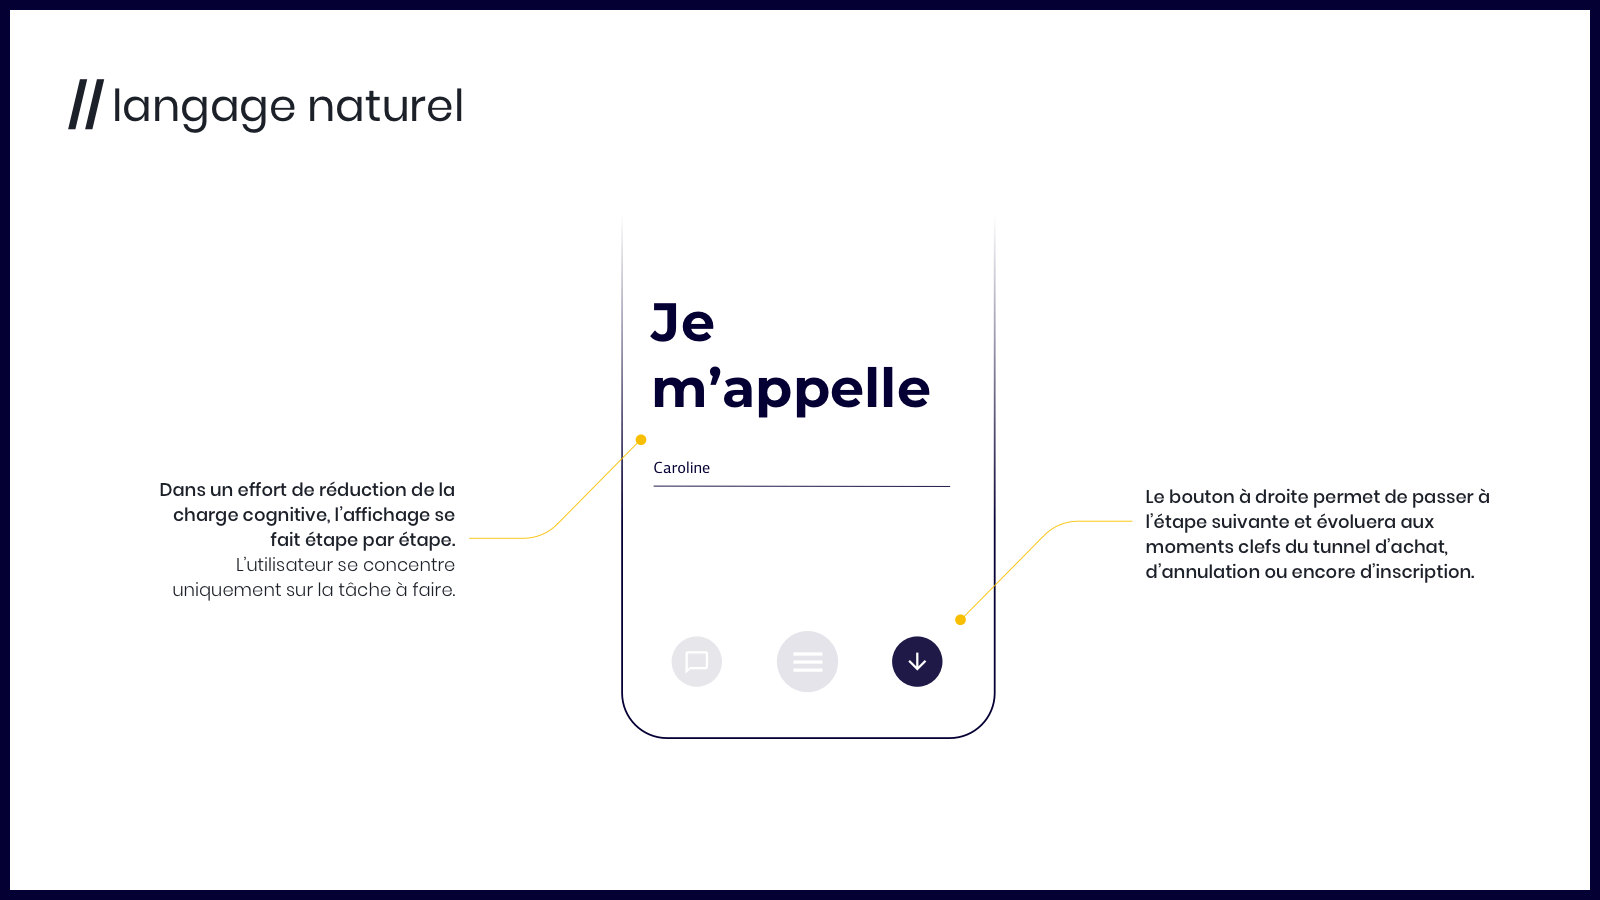 // langage naturel
Je
m’appelle
Caroline
Dans un effort de réduction de la
charge cognitive, l’affichage se
fait étape par étape.
L’utilisateur se concentre
uniquement sur la tâche à faire.
Le bouton à droite permet de passer à
l’étape suivante et évoluera aux
moments clefs du tunnel d’achat,
d’annulation ou encore d’inscription.